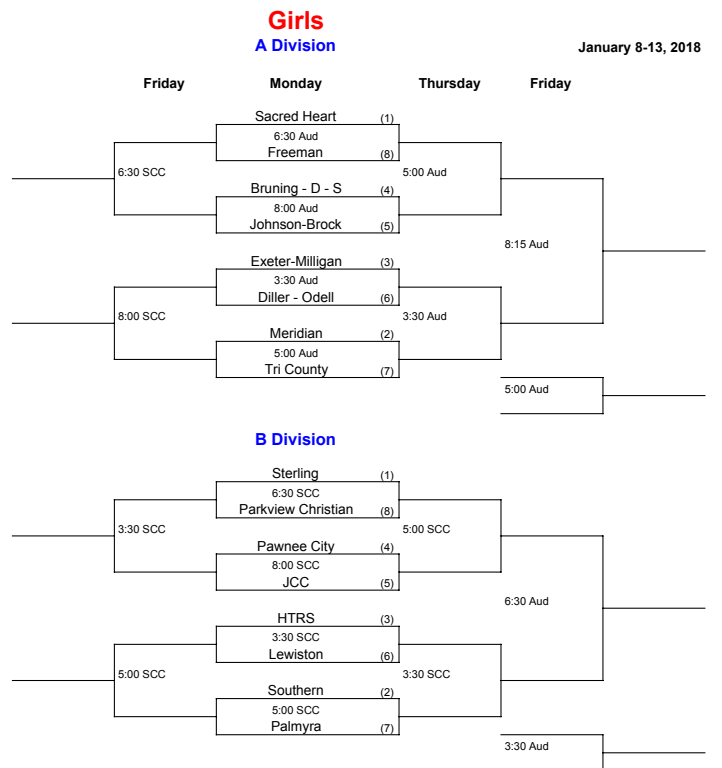 Girls
A Division
January 8-13, 2018
Friday Monday Thursday Friday
Sacred Heart (1)
6:30 Aud
Freeman (8)
6:30 SCC 5:00 Aud
Bruning - D - S (4)
8:00 Aud
Johnson-Brock (5)
8:15 Aud
Exeter-Milligan (3)
3:30 Aud
Diller - Odell (6)
8:00 SCC 3:30 Aud
Meridian (2)
5:00 Aud
Tri County (7)
5:00 Aud
B Division
Sterling (1)
6:30 SCC
Parkview Christian (8)
3:30 SCC 5:00 SCC
Pawnee City (4)
8:00 SCC
JCC (5)
6:30 Aud
HTRS (3)
3:30 SCC
Lewiston (6)
5:00 SCC 3:30 SCC
Southern (2)
5:00 SCC
Palmyra (7)
3:30 Aud